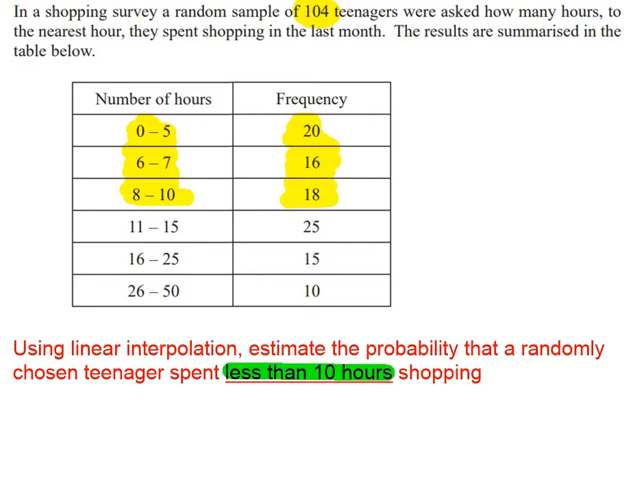 In a shopping survey a random sample of 104 teenagers were asked how many hours, to
the nearest hour, they spent shopping in the last month. The results are summarised in the
table below.
Number of hours Frequency
0 – 5 20
6 – 7 16
8 – 10 18
11 – 15 25
16 – 25 15
26 – 50 10
Using linear interpolation, estimate the probability that a randomly
chosen teenager spent less than 10 hours shopping